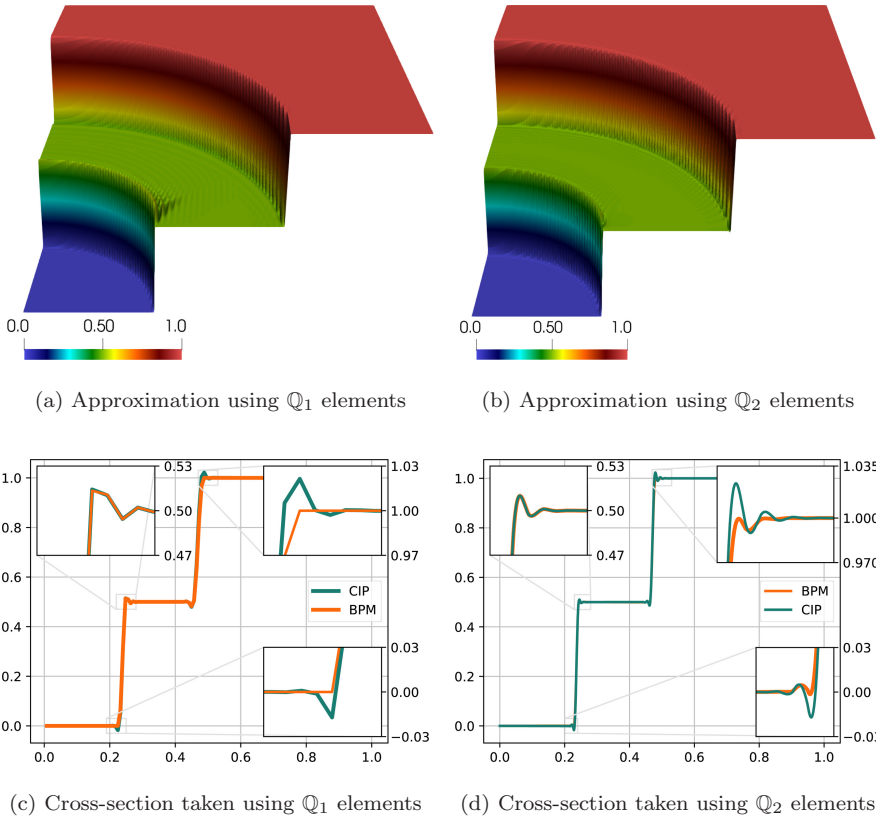 0.0 0.50 1.0
0.0 0.50 1.0
(a) Approximation using ℚ1 elements
(b) Approximation using ℚ2 elements
1.0
0.8
0.6
0.4
0.2
0.0
0.0 0.2 0.4 0.6 0.8 1.0
0.53
0.50
0.47
1.03
1.00
0.97
CIP
BPM
0.03
0.00
−0.03
1.0
0.8
0.6
0.4
0.2
0.0
0.0 0.2 0.4 0.6 0.8 1.0
0.53
0.50
0.47
1.035
1.000
0.970
BPM
CIP
0.03
0.00
−0.03
(c) Cross-section taken using ℚ1 elements
(d) Cross-section taken using ℚ2 elements